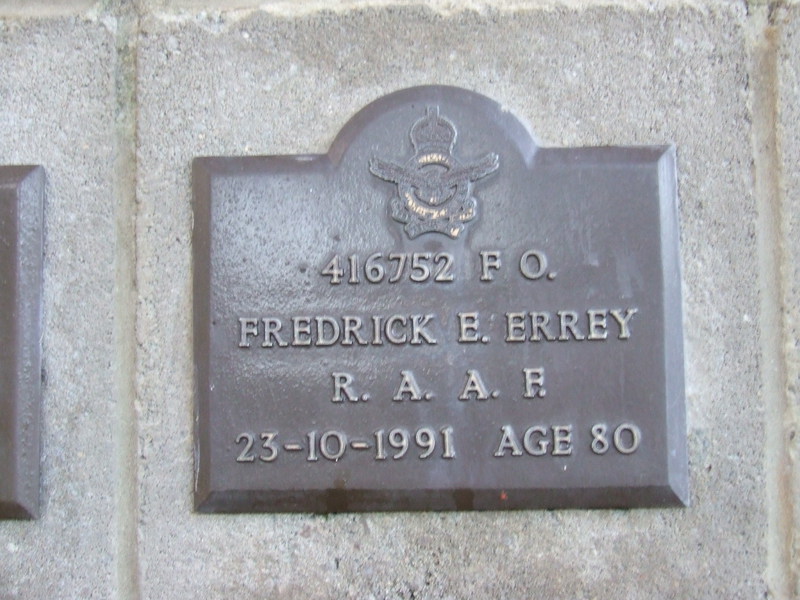 416752 F O.
FREDRICK E. ERREY
R. A. A. F.
23-10-1991 AGE 80